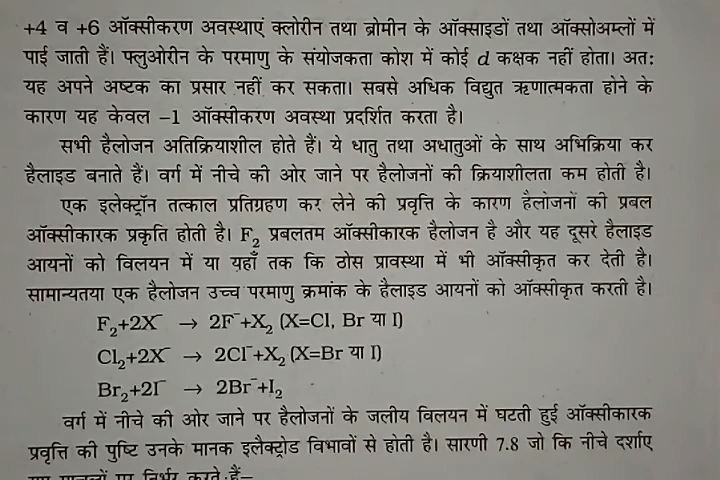 +4 व +6 ऑक्सीकरण अवस्थाएं क्लोरीन तथा ब्रोमीन के ऑक्साइडों तथा ऑक्सोअम्लों में
पाई जाती हैं। फ्लुओरीन के परमाणु के संयोजकता कोश में कोई d कक्षक नहीं होता। अतः
यह अपने अष्टक का प्रसार नहीं कर सकता। सबसे अधिक विद्युत ऋणात्मकता होने के
कारण यह केवल –1 ऑक्सीकरण अवस्था प्रदर्शित करता है।
सभी हैलोजन अतिक्रियाशील होते हैं। ये धातु तथा अधातुओं के साथ अभिक्रिया कर
हैलाइड बनाते हैं। वर्ग में नीचे की ओर जाने पर हैलोजनों की क्रियाशीलता कम होती है।
एक इलेक्ट्रॉन तत्काल प्रतिग्रहण कर लेने की प्रवृत्ति के कारण हैलोजनों की प्रबल
ऑक्सीकारक प्रकृति होती है। F₂ प्रबलतम ऑक्सीकारक हैलोजन है और यह दूसरे हैलाइड
आयनों को विलयन में या यहाँ तक कि ठोस प्रावस्था में भी ऑक्सीकृत कर देती है।
सामान्यतया एक हैलोजन उच्च परमाणु क्रमांक के हैलाइड आयनों को ऑक्सीकृत करती है।
F₂+2X⁻ → 2F⁻+X₂ (X=Cl, Br या I)
Cl₂+2X⁻ → 2Cl⁻+X₂ (X=Br या I)
Br₂+2I⁻ → 2Br⁻+I₂
वर्ग में नीचे की ओर जाने पर हैलोजनों के जलीय विलयन में घटती हुई ऑक्सीकारक
प्रवृत्ति की पुष्टि उनके मानक इलैक्ट्रोड विभावों से होती है। सारणी 7.8 जो कि नीचे दर्शाए
पर निर्भर करते हैं–